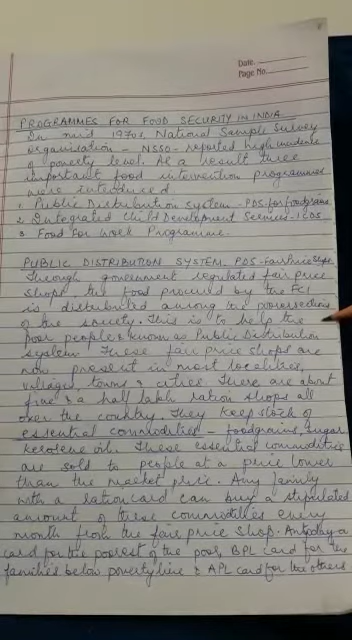 Date
Page No
PROGRAMMES FOR FOOD SECURITY IN INDIA
In mid 1970s, National Sample Survey
Organisation - NSSO - reported high incidence
of poverty level. As a result three
important food intervention programmes
were introduced
1. Public Distribution System - PDS - for foodgrains
2 Integrated Child Development Services - ICDS
3 Food For Work Programme.
PUBLIC DISTRIBUTION SYSTEM PDS - Fair Price Shops
Through government regulated fair price
shops the food procured by the FCI
is distributed among the poor sections
of the society. This is to help the
poor people & known as Public Distribution
system. These fair price shops are
now present in most localities,
villages, towns & cities. There are about
five & a half lakh ration shops all
over the country. They keep stock of
essential commodities - foodgrains, sugar
kerosene oil. These essential commodities
are sold to people at a price lower
than the market price. Any family
with a ration card can buy a stipulated
amount of these commodities every
month from the fair price shop. Antyodaya
card for the poorest of the poor, BPL card for the
families below poverty line & APL card for the others